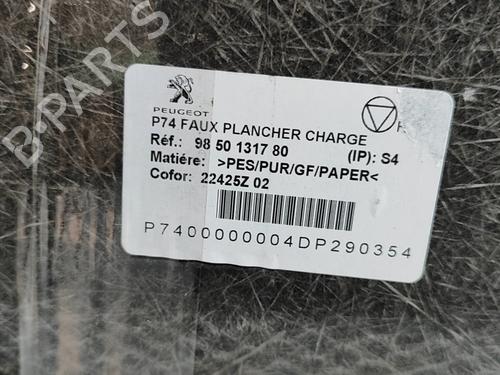 B-PARTS
PEUGEOT
P74 FAUX PLANCHER CHARGE
Réf.: 98 50 1317 80 (IP): S4
Matiére: >PES/PUR/GF/PAPER<
Cofor: 22425Z 02
P7400000004DP290354